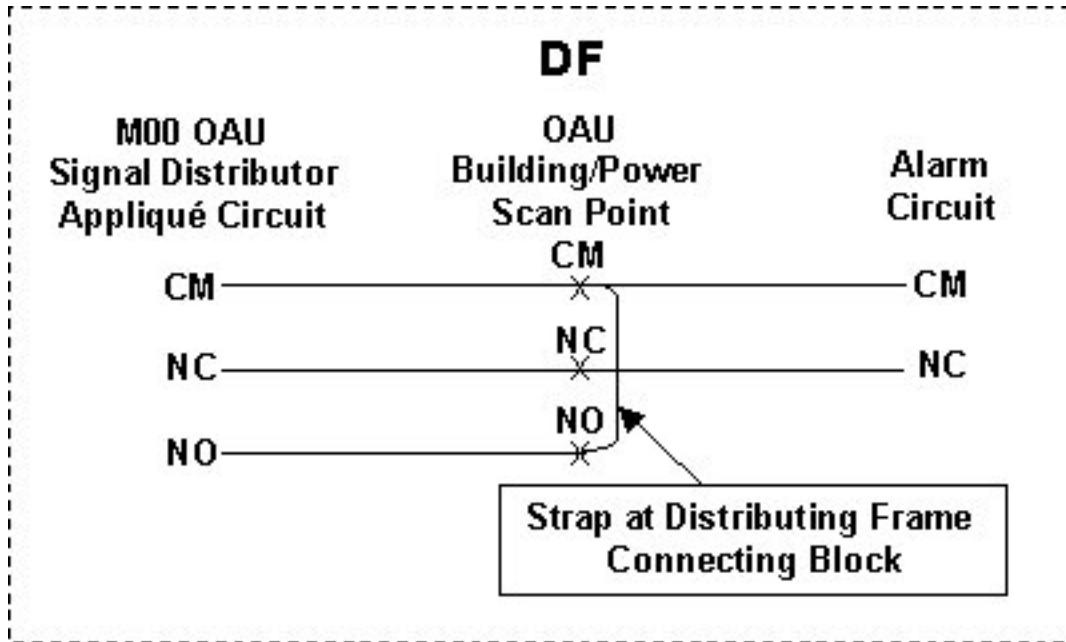 DF
M00 OAU
Signal Distributor
Appliqué Circuit
OAU
Building/Power
Scan Point
Alarm
Circuit
CM
CM
CM
NC
NC
NC
NO
NO
Strap at Distributing Frame
Connecting Block